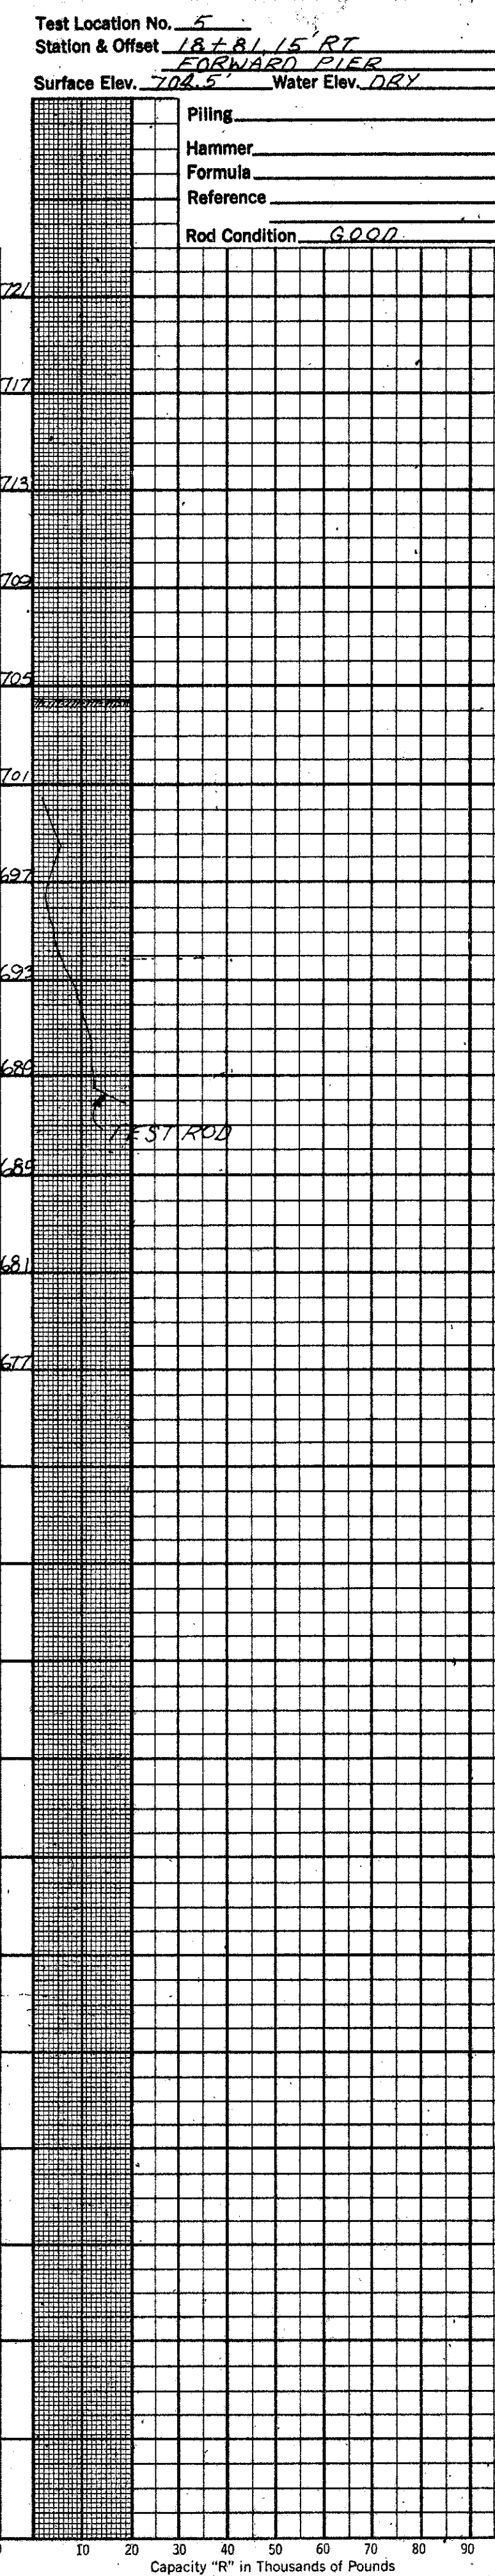 Test Location No. 5
Station & Offset 18+81, 15' RT
FORWARD PIER
Surface Elev. 704.5' Water Elev. DRY
Piling
Hammer
Formula
Reference
Rod Condition GOOD
721
717
713
709
705
701
697
693
689
TEST ROD
685
681
677
10 20 30 40 50 60 70 80 90
Capacity "R" in Thousands of Pounds